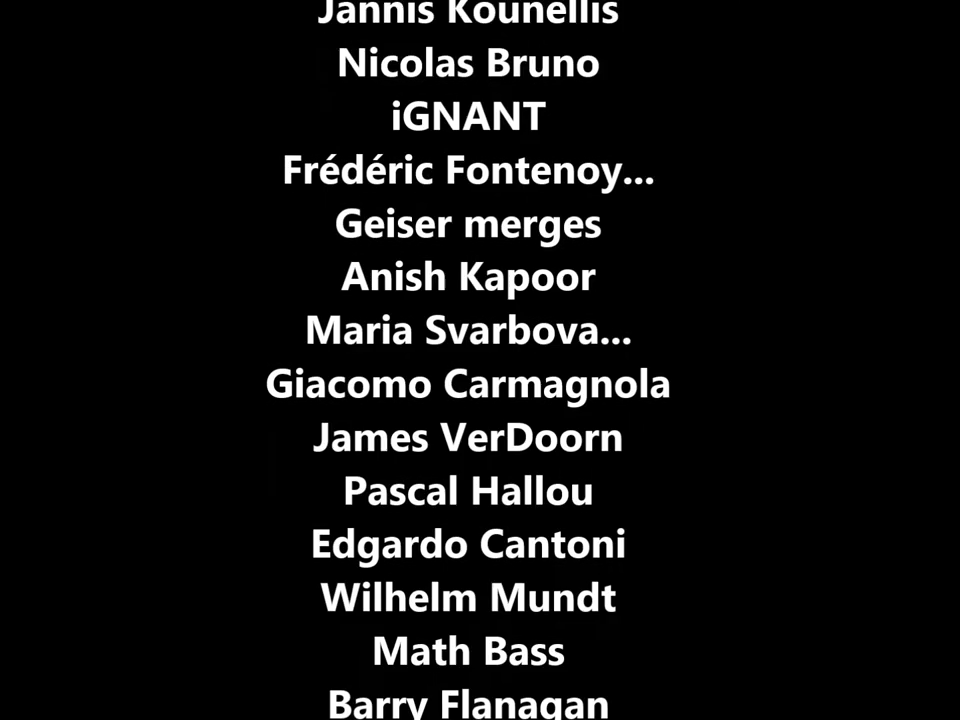 Jannis Kounellis
Nicolas Bruno
iGNANT
Frédéric Fontenoy...
Geiser merges
Anish Kapoor
Maria Svarbova...
Giacomo Carmagnola
James VerDoorn
Pascal Hallou
Edgardo Cantoni
Wilhelm Mundt
Math Bass
Barry Flanagan